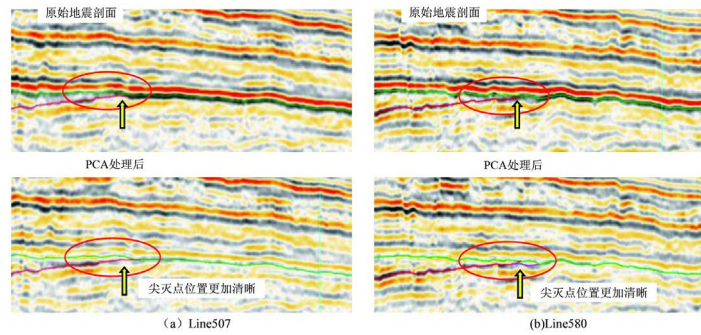 原始地震剖面
原始地震剖面
PCA处理后
PCA处理后
尖灭点位置更加清晰
尖灭点位置更加清晰
（a）Line507
(b)Line580